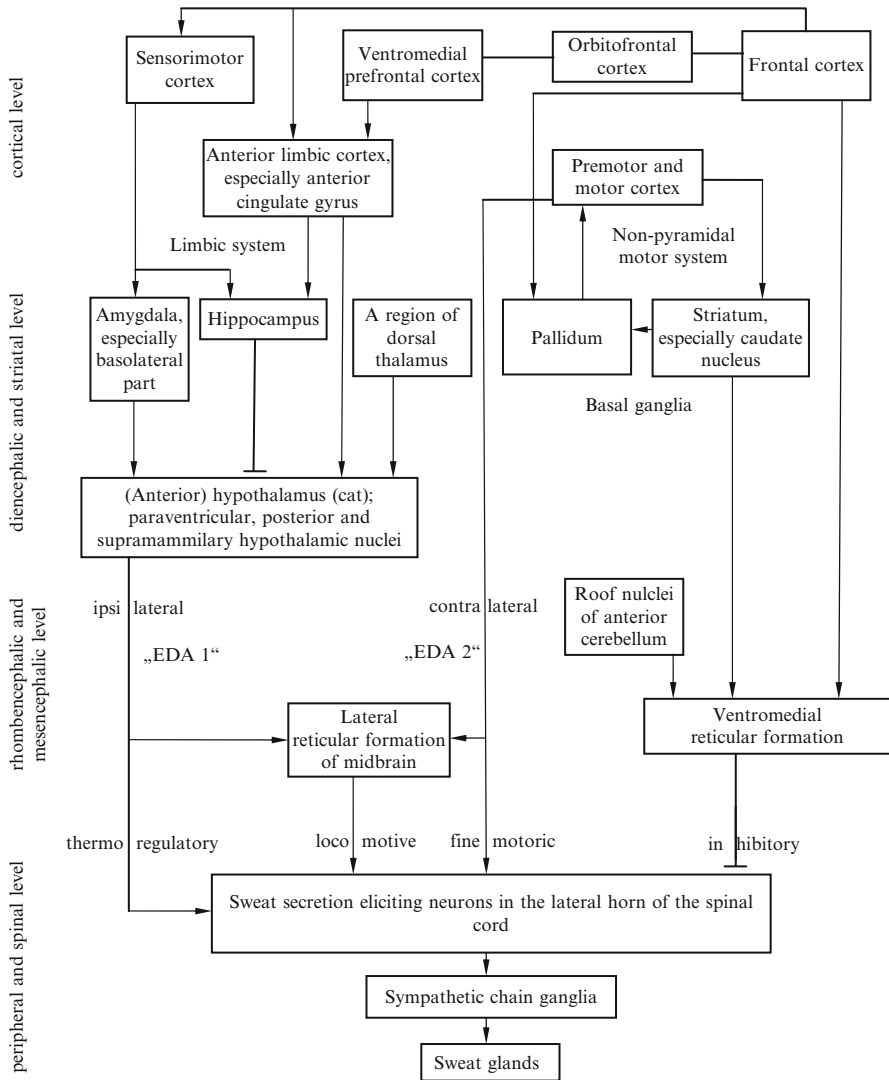 cortical level
Sensorimotor
cortex
Ventromedial
prefrontal cortex
Orbitofrontal
cortex
Frontal cortex
Anterior limbic cortex,
especially anterior
cingulate gyrus
Premotor and
motor cortex
Limbic system
Non-pyramidal
motor system
diencephalic and striatal level
Amygdala,
especially
basolateral
part
Hippocampus
A region of
dorsal
thalamus
Pallidum
Striatum,
especially caudate
nucleus
Basal ganglia
(Anterior) hypothalamus (cat);
paraventricular, posterior and
supramammilary hypothalamic nuclei
rhombencephalic and
mesencephalic level
ipsi lateral
contra lateral
„EDA 1“
„EDA 2“
Roof nulclei
of anterior
cerebellum
Lateral
reticular formation
of midbrain
Ventromedial
reticular formation
thermo regulatory
loco motive
fine motoric
in hibitory
peripheral and spinal level
Sweat secretion eliciting neurons in the lateral horn of the spinal
cord
Sympathetic chain ganglia
Sweat glands